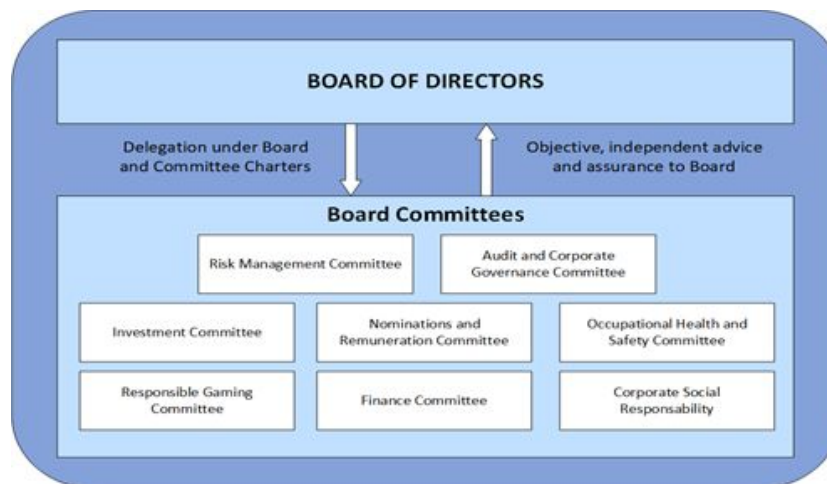 BOARD OF DIRECTORS
Delegation under Board
and Committee Charters
Objective, independent advice
and assurance to Board
Board Committees
Risk Management Committee
Audit and Corporate
Governance Committee
Investment Committee
Nominations and
Remuneration Committee
Occupational Health and
Safety Committee
Responsible Gaming
Committee
Finance Committee
Corporate Social
Responsability